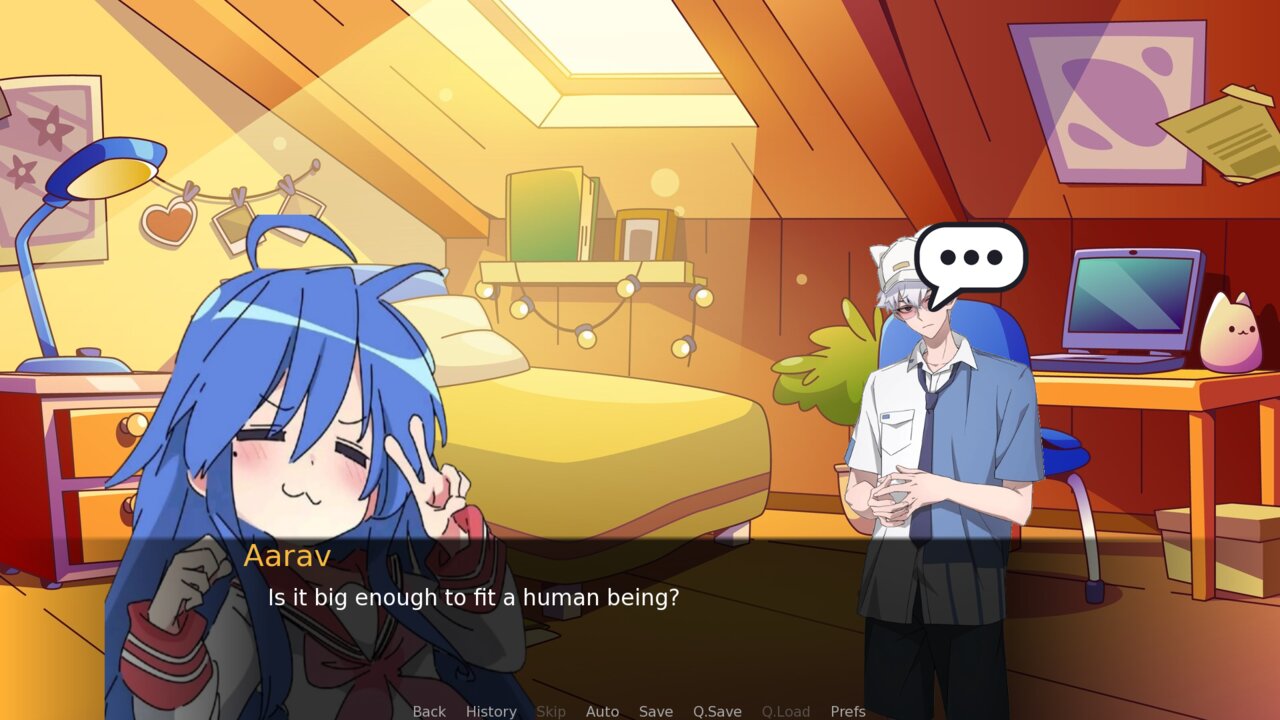 Aarav
Is it big enough to fit a human being?
Back History Skip Auto Save Q.Save Q.Load Prefs